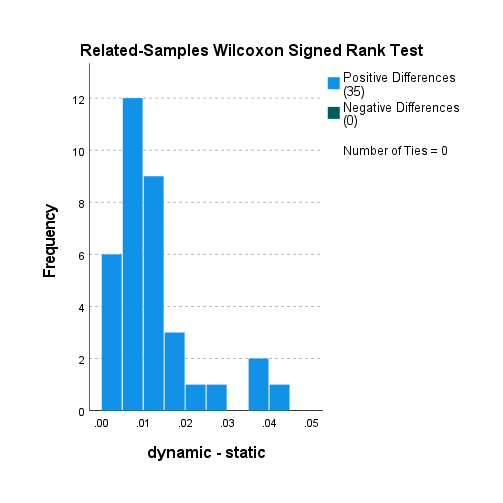 Related-Samples Wilcoxon Signed Rank Test
Positive Differences
(35)
Negative Differences
(0)
Number of Ties = 0
Frequency
12
10
8
6
4
2
0
.00 .01 .02 .03 .04 .05
dynamic - static